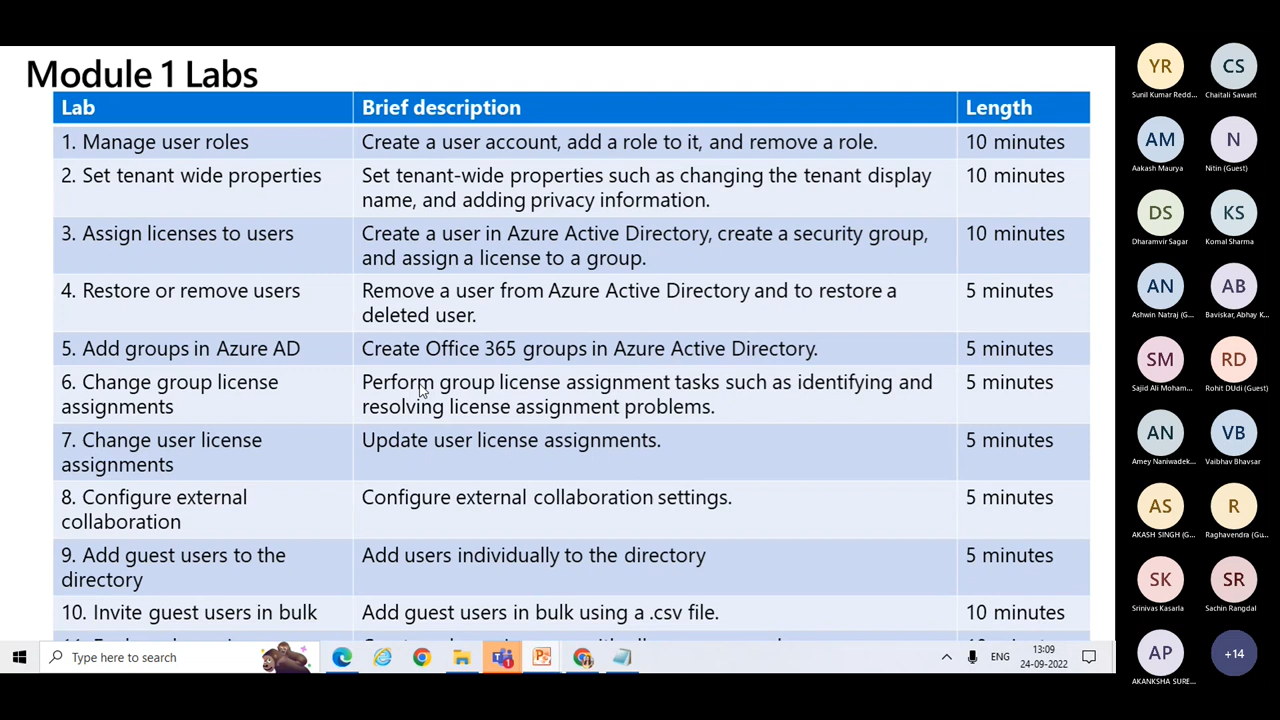 Module 1 Labs
Lab Brief description Length
1. Manage user roles Create a user account, add a role to it, and remove a role. 10 minutes
2. Set tenant wide properties Set tenant-wide properties such as changing the tenant display 10 minutes
name, and adding privacy information.
3. Assign licenses to users Create a user in Azure Active Directory, create a security group, 10 minutes
and assign a license to a group.
4. Restore or remove users Remove a user from Azure Active Directory and to restore a 5 minutes
deleted user.
5. Add groups in Azure AD Create Office 365 groups in Azure Active Directory. 5 minutes
6. Change group license Perform group license assignment tasks such as identifying and 5 minutes
assignments resolving license assignment problems.
7. Change user license Update user license assignments. 5 minutes
assignments
8. Configure external Configure external collaboration settings. 5 minutes
collaboration
9. Add guest users to the Add users individually to the directory 5 minutes
directory
10. Invite guest users in bulk Add guest users in bulk using a .csv file. 10 minutes
Type here to search
ENG
13:09
24-09-2022
YR CS
Sunil Kumar Redd... Chaitali Sawant
AM N
Aakash Maurya Nitin (Guest)
DS KS
Dharamvir Sagar Komal Sharma
AN AB
Ashwin Natraj (G... Baviskar, Abhay K...
SM RD
Sajid Ali Moham... Rohit DUdi (Guest)
AN VB
Amey Naniwadek... Vaibhav Bhavsar
AS R
AKASH SINGH (G... Raghavendra (Gu...
SK SR
Srinivas Kasarla Sachin Rangdal
AP +14
AKANKSHA SURE...